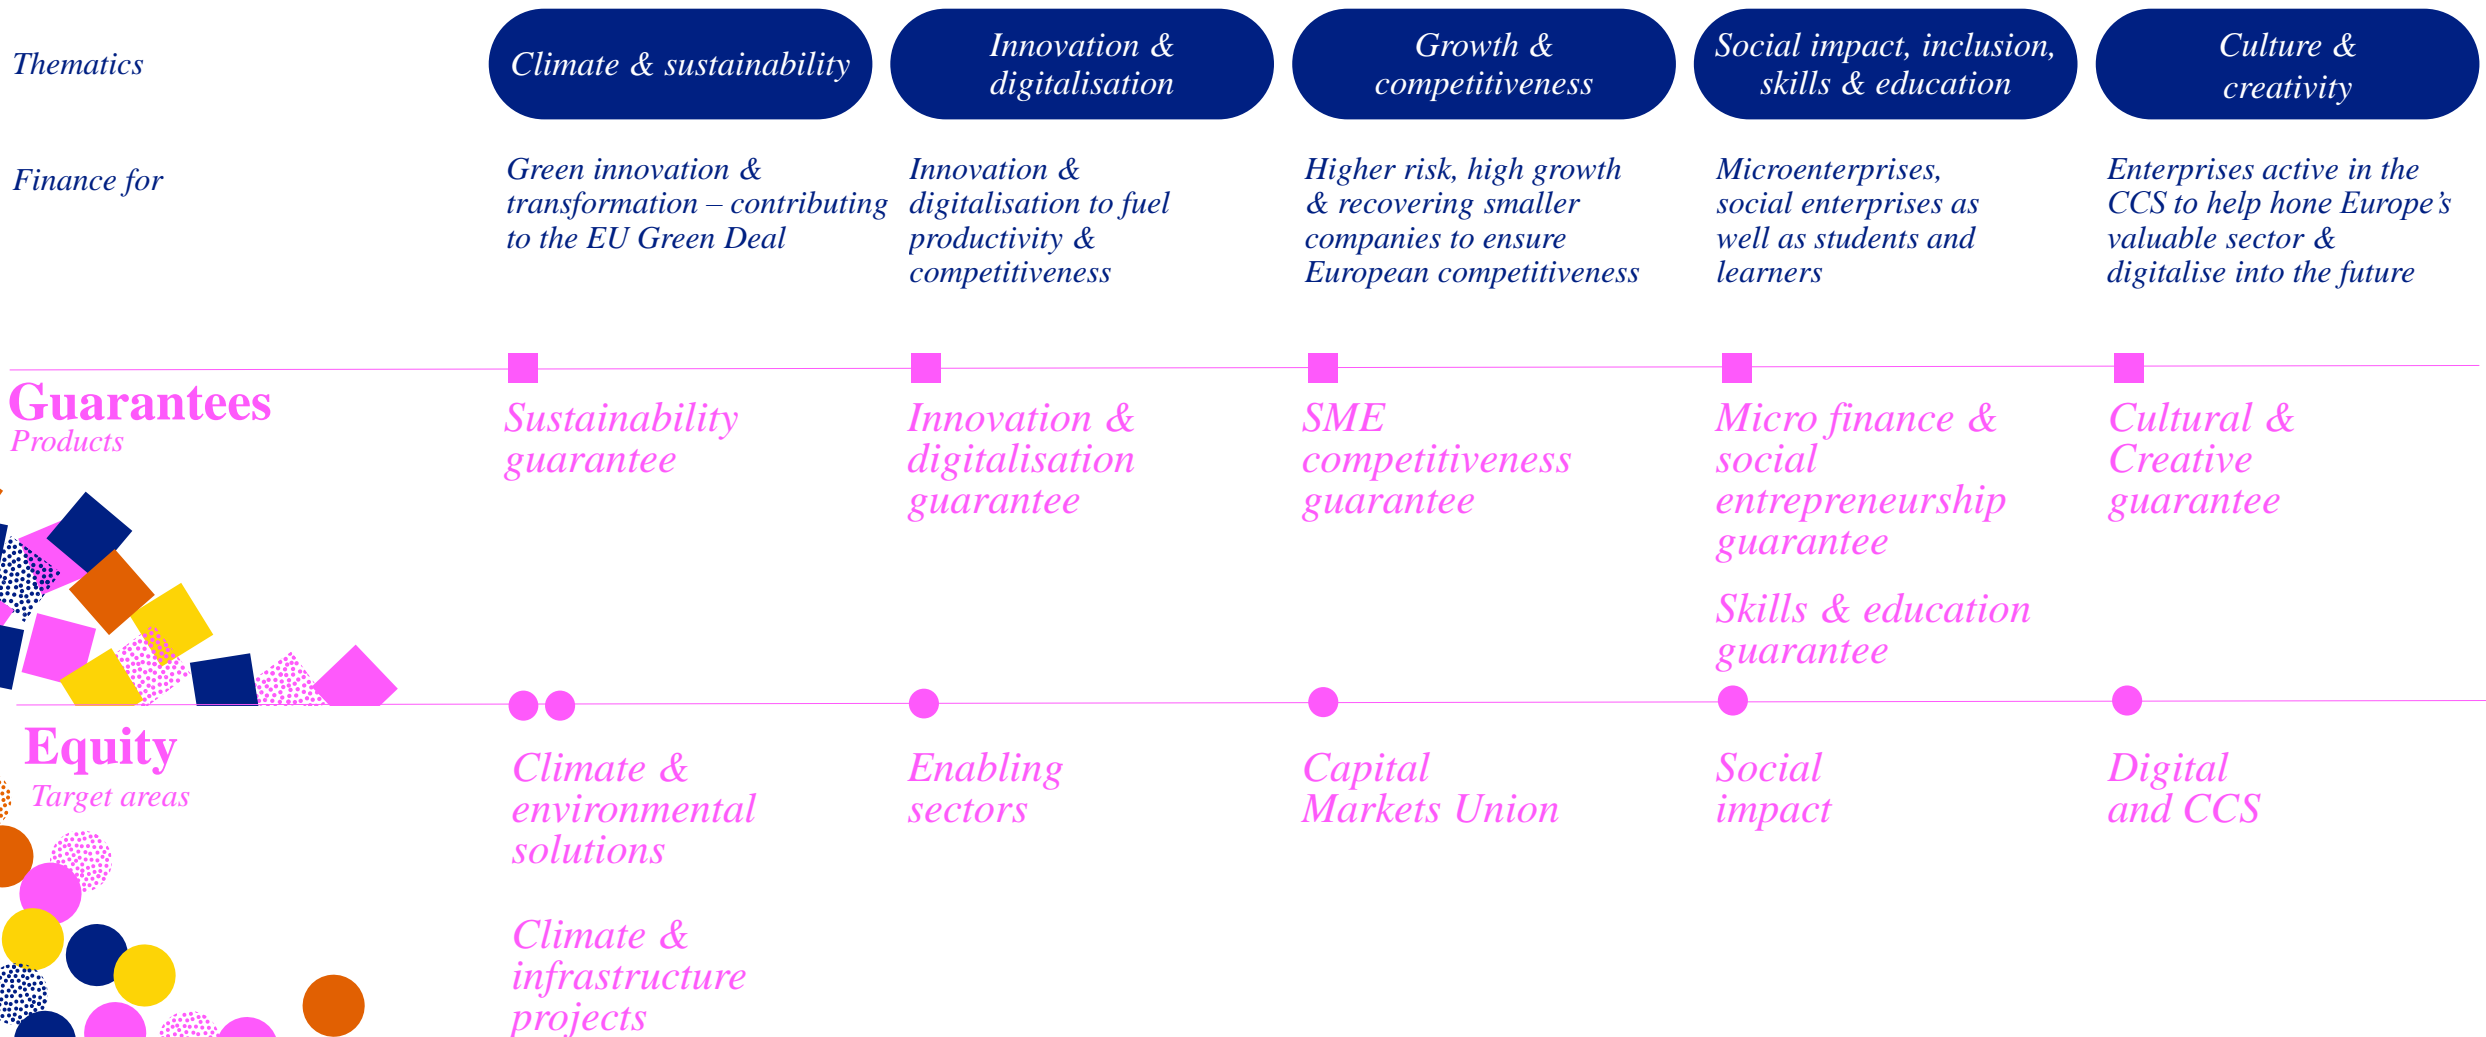 Thematics
Climate & sustainability
Innovation &
digitalisation
Growth &
competitiveness
Social impact, inclusion,
skills & education
Culture &
creativity
Finance for
Green innovation &
transformation – contributing
to the EU Green Deal
Innovation &
digitalisation to fuel
productivity &
competitiveness
Higher risk, high growth
& recovering smaller
companies to ensure
European competitiveness
Microenterprises,
social enterprises as
well as students and
learners
Enterprises active in the
CCS to help hone Europe’s
valuable sector &
digitalise into the future
Guarantees
Products
Sustainability
guarantee
Innovation &
digitalisation
guarantee
SME
competitiveness
guarantee
Micro finance &
social
entrepreneurship
guarantee
Skills & education
guarantee
Cultural &
Creative
guarantee
Equity
Target areas
Climate &
environmental
solutions
Climate &
infrastructure
projects
Enabling
sectors
Capital
Markets Union
Social
impact
Digital
and CCS